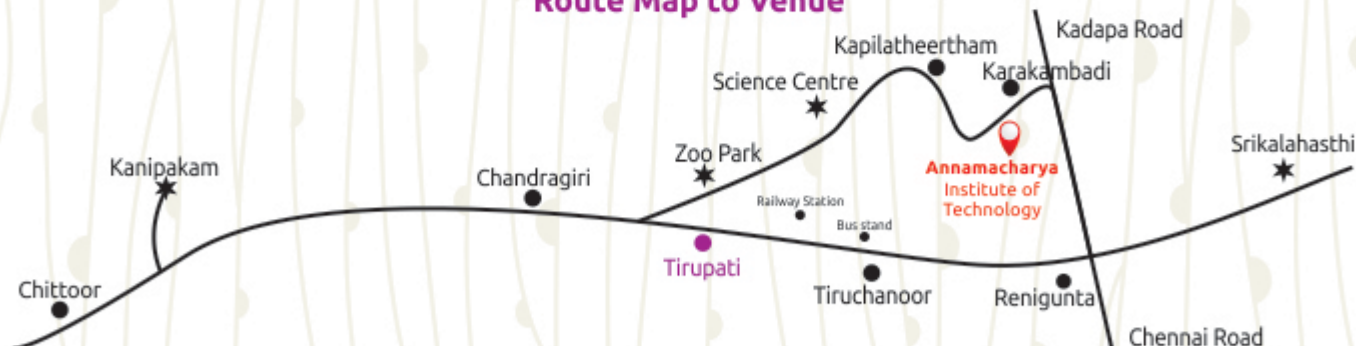 Route Map to Venue
Kadapa Road
Kapilatheertham
Karakambadi
Science Centre
Srikalahasthi
Zoo Park
Kanipakam
Annamacharya
Institute of
Technology
Chandragiri
Railway Station
Bus stand
Tirupati
Chittoor
Tiruchanoor
Renigunta
Chennai Road